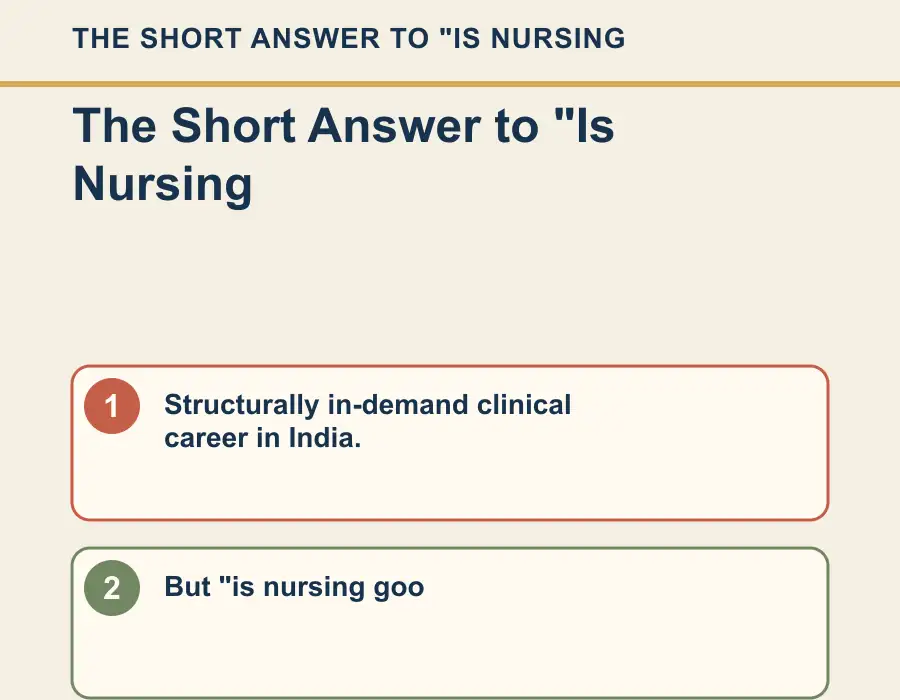 THE SHORT ANSWER TO "IS NURSING
The Short Answer to "Is
Nursing
1
Structurally in-demand clinical
career in India.
2
But "is nursing goo